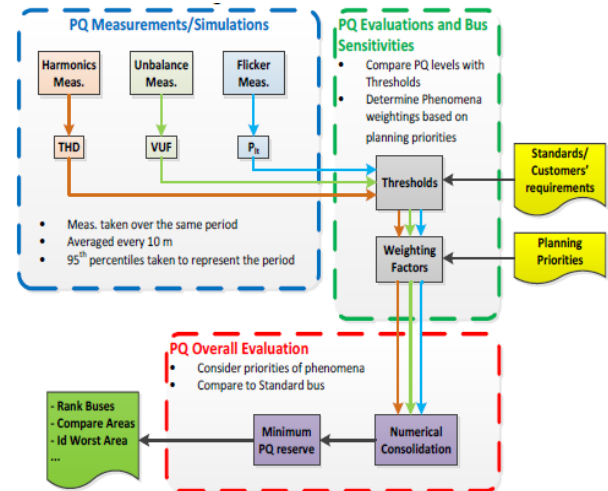 PQ Measurements/Simulations
Harmonics
Meas.
Unbalance
Meas.
Flicker
Meas.
THD
VUF
Plt
• Meas. taken over the same period
• Averaged every 10 m
• 95th percentiles taken to represent the period
PQ Evaluations and Bus
Sensitivities
• Compare PQ levels with
Thresholds
• Determine Phenomena
weightings based on
planning priorities
Thresholds
Weighting
Factors
Standards/
Customers'
requirements
Planning
Priorities
PQ Overall Evaluation
• Consider priorities of phenomena
• Compare to Standard bus
Numerical
Consolidation
Minimum
PQ reserve
- Rank Buses
- Compare Areas
- Id Worst Area
...